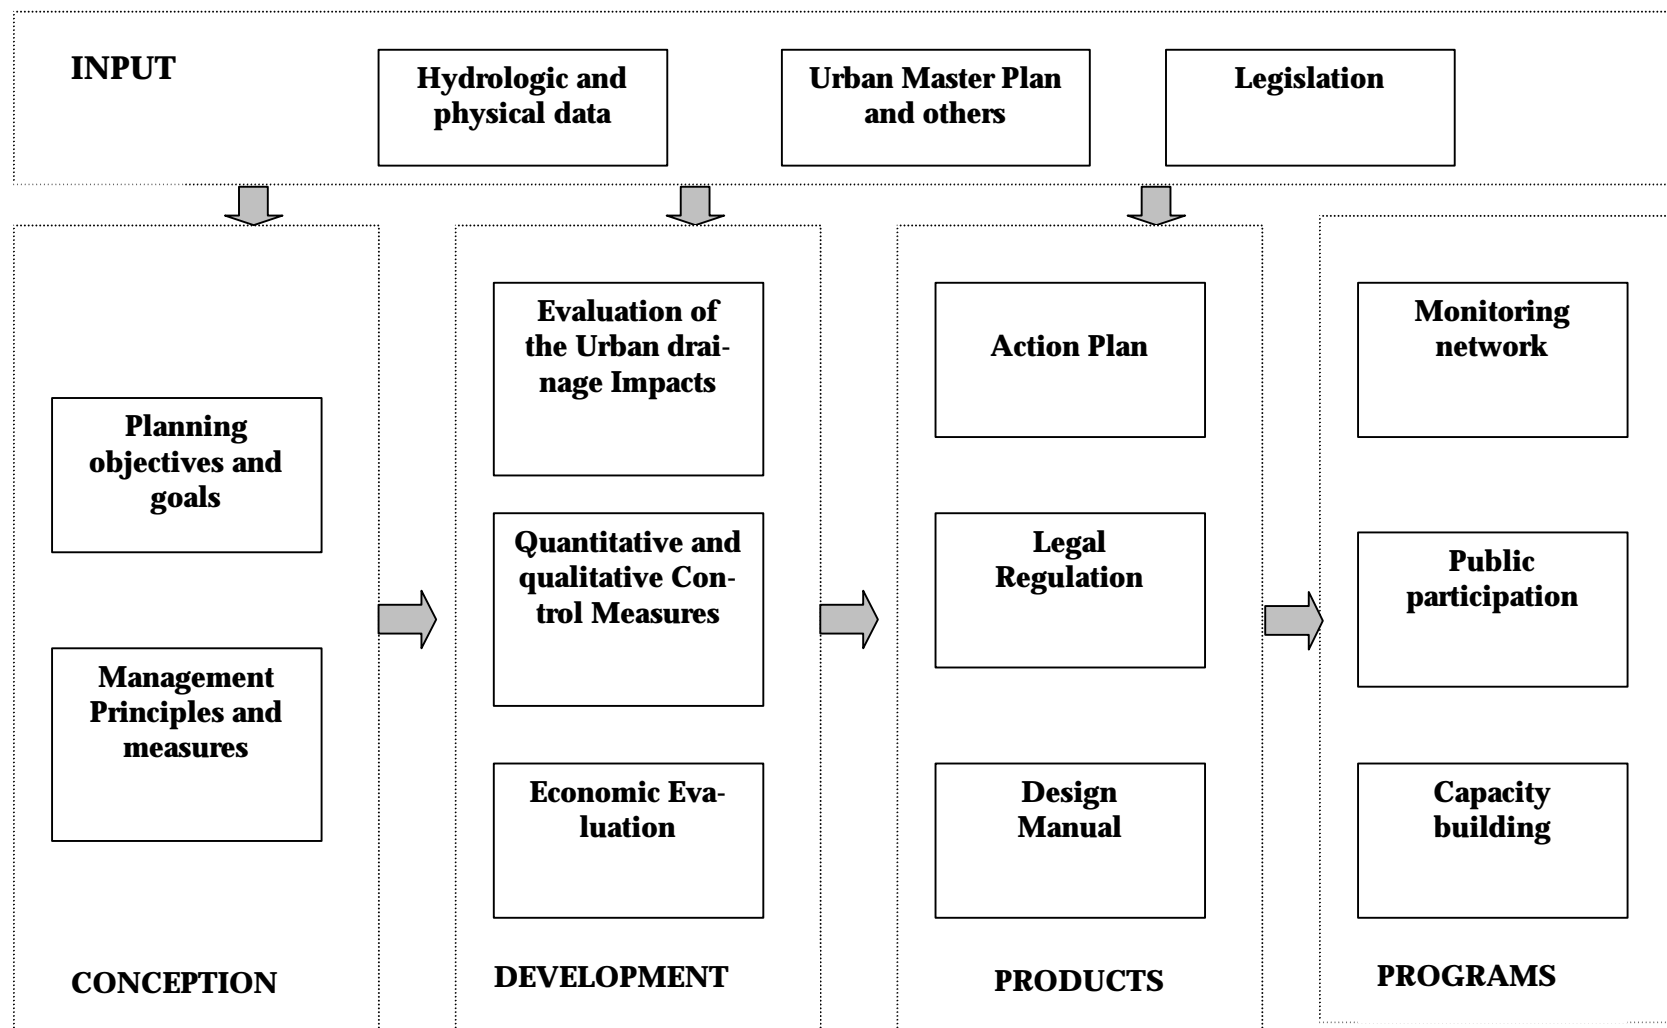 INPUT
Hydrologic and
physical data
Urban Master Plan
and others
Legislation
Planning
objectives and
goals
Management
Principles and
measures
CONCEPTION
Evaluation of
the Urban drai-
nage Impacts
Quantitative and
qualitative Con-
trol Measures
Economic Eva-
luation
DEVELOPMENT
Action Plan
Legal
Regulation
Design
Manual
PRODUCTS
Monitoring
network
Public
participation
Capacity
building
PROGRAMS